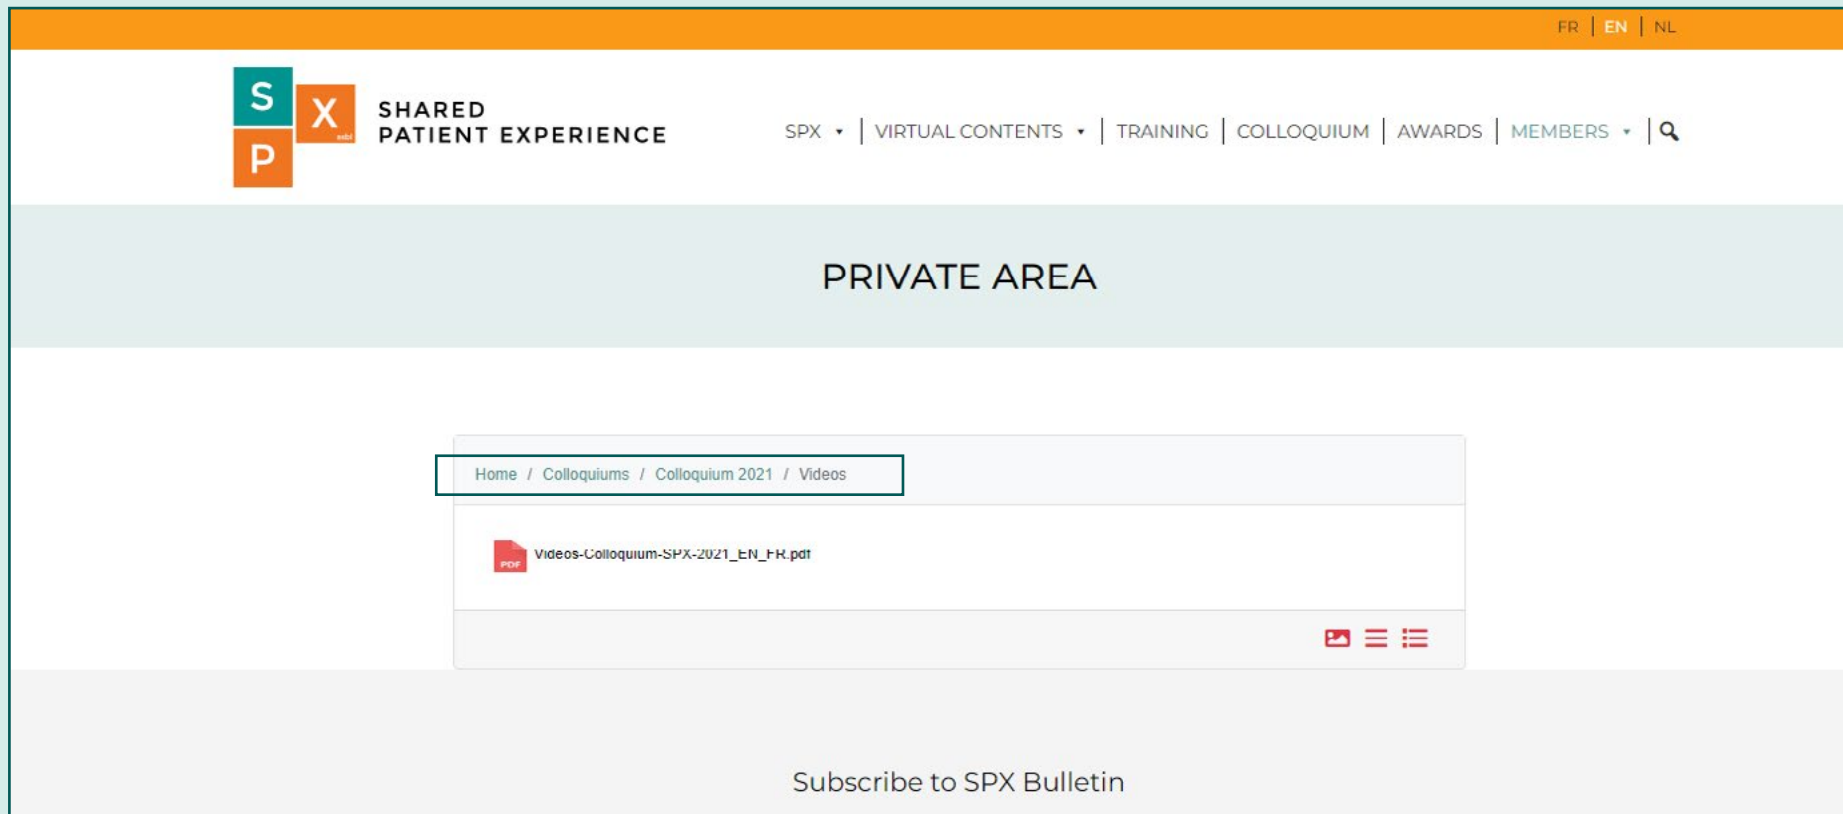 FR | EN | NL
S
X
asbl
P
SHARED
PATIENT EXPERIENCE
SPX | VIRTUAL CONTENTS | TRAINING | COLLOQUIUM | AWARDS | MEMBERS |
PRIVATE AREA
Home / Colloquiums / Colloquium 2021 / Videos
PDF
Videos-Colloquium-SPX-2021_EN_FR.pdf
Subscribe to SPX Bulletin